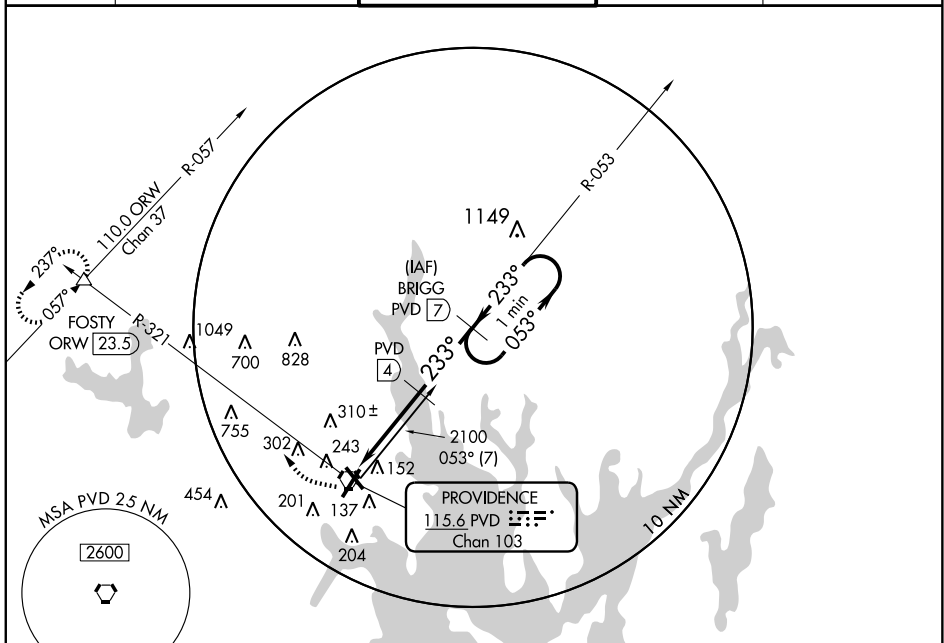 R-057
R-053
110.0 ORW
Chan 37
1149
237°
(IAF)
BRIGG
PVD 7
233°
1 min
053°
057°
FOSTY
ORW 23.5
R-321
1049
700
828
PVD
4
233°
310 ±
755
302
243
2100
053° (7)
152
454
201
137
204
PROVIDENCE
115.6 PVD
Chan 103
10 NM
MSA PVD 25 NM
2600